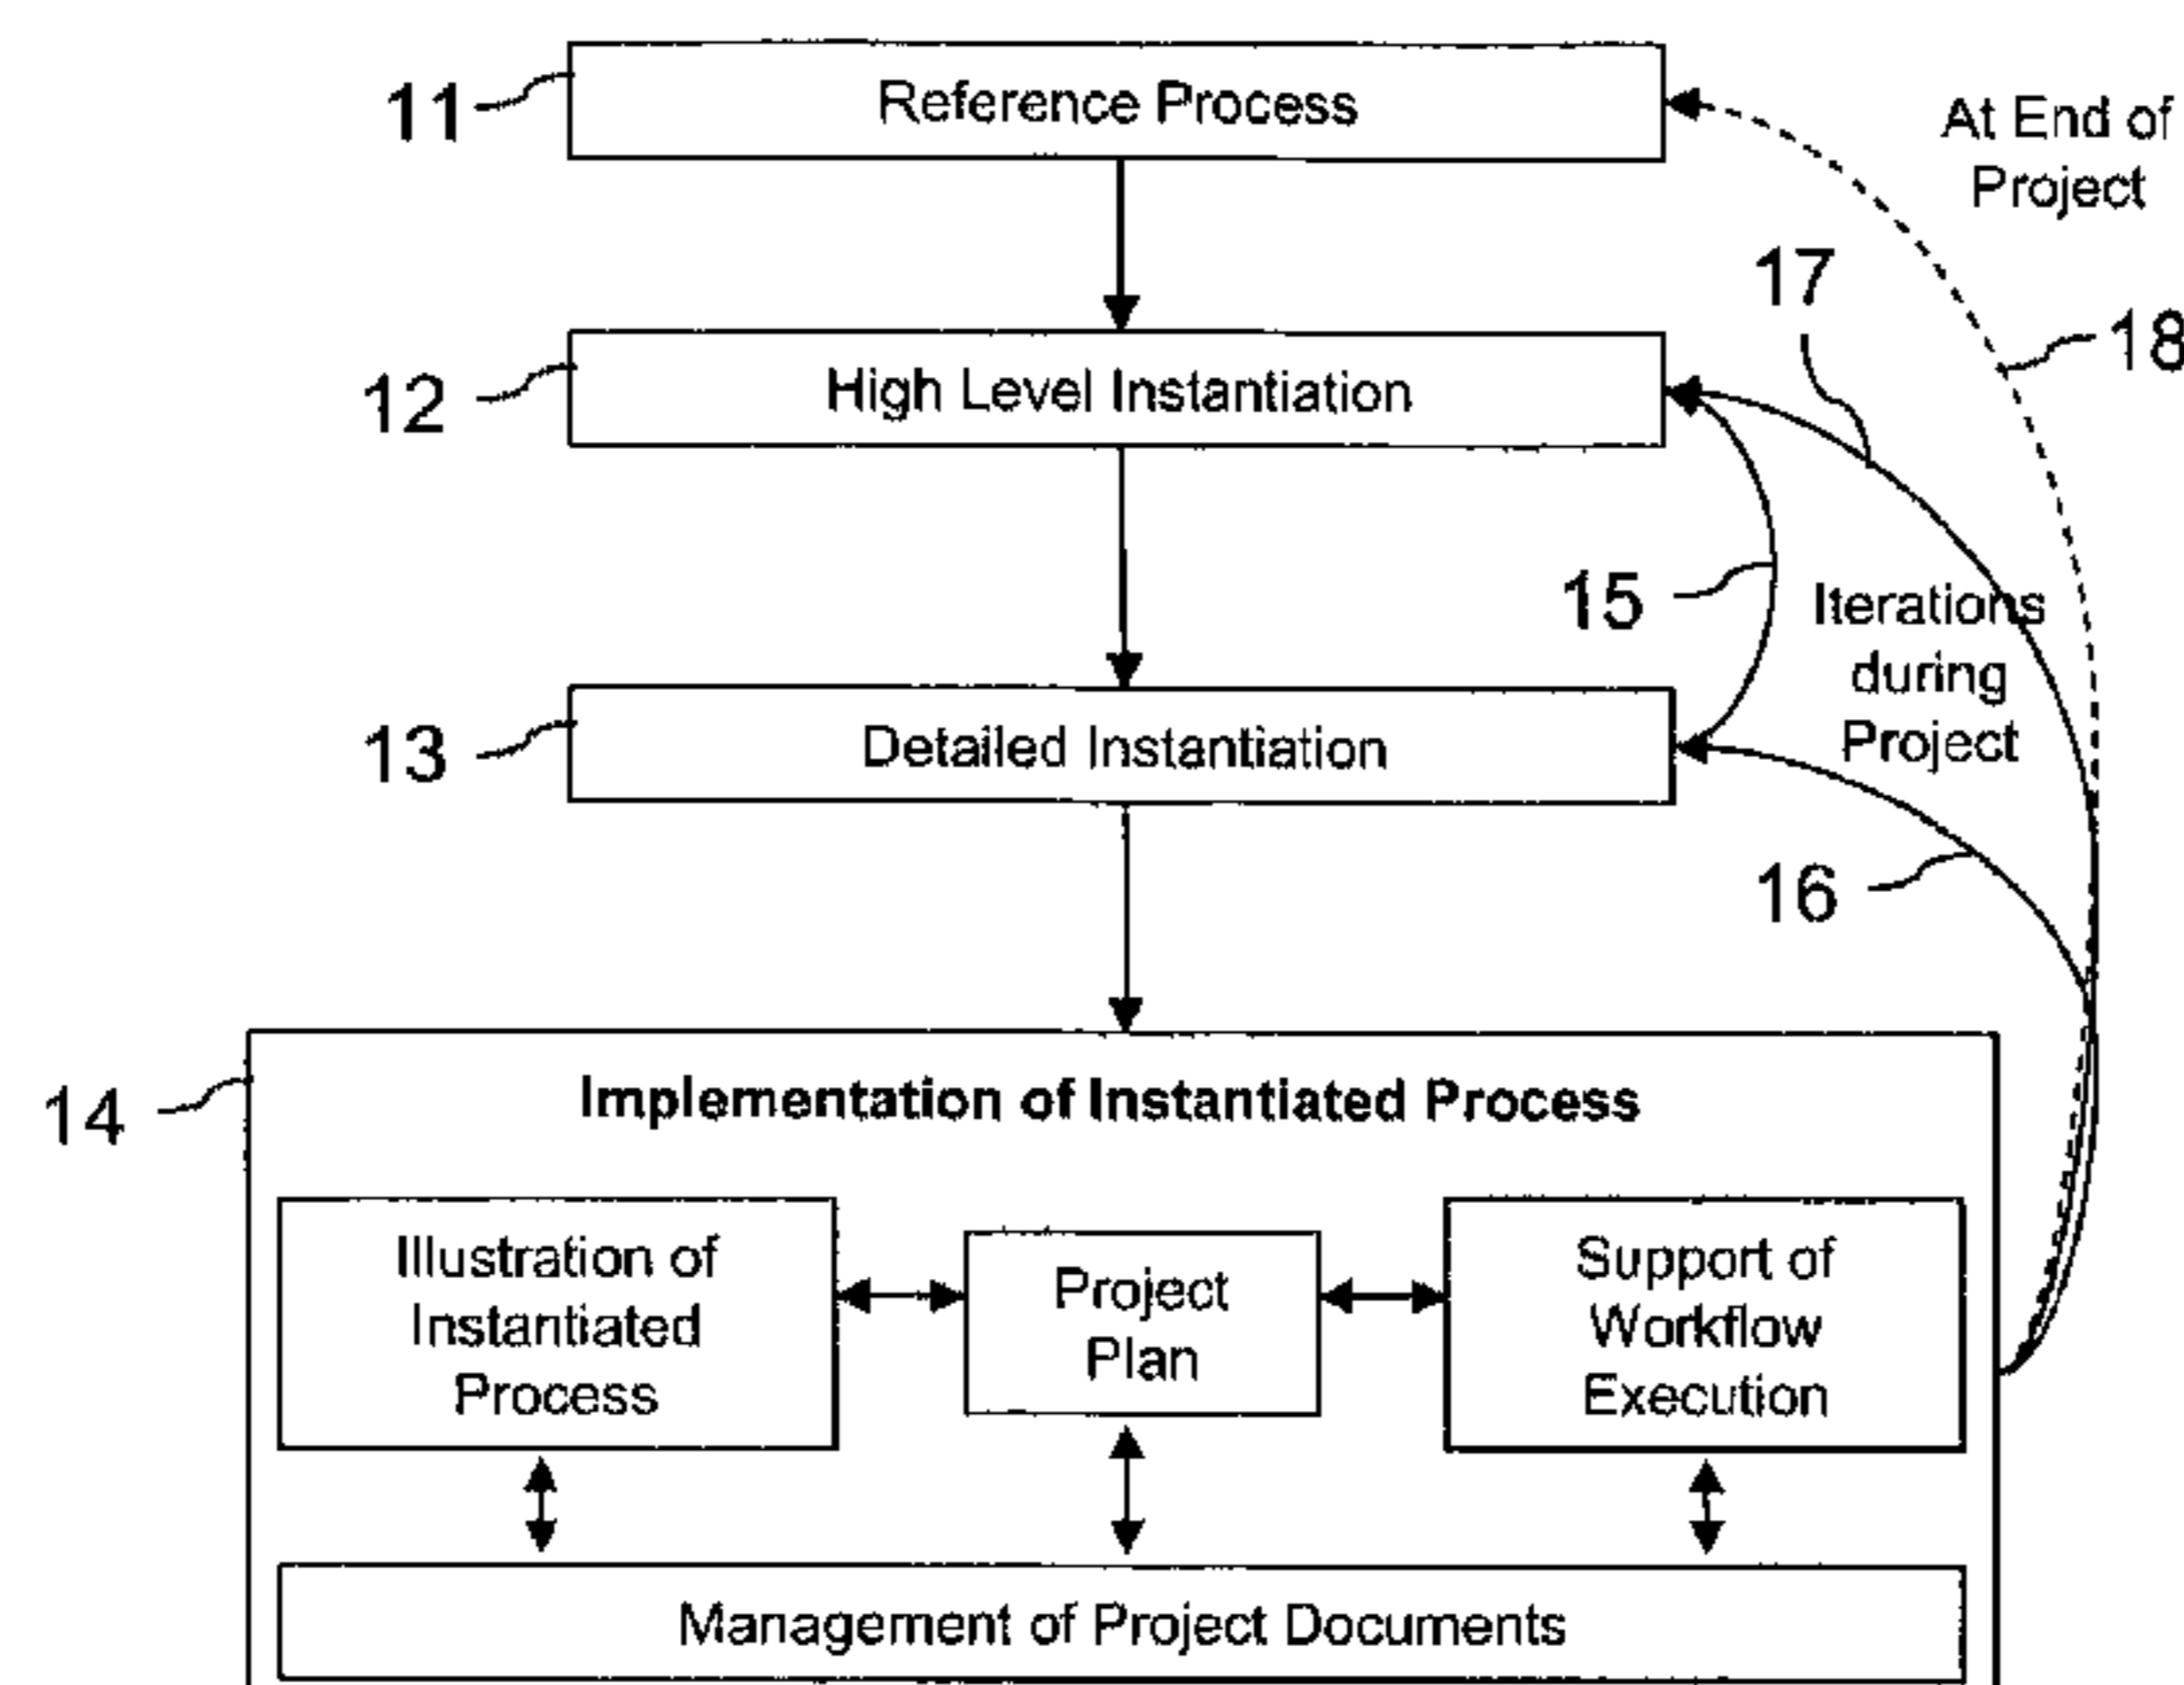 11
Reference Process
At End of
Project
17
18
12
High Level Instantiation
15
Iterations
during
Project
13
Detailed Instantiation
16
14
Implementation of Instantiated Process
Illustration of
Instantiated
Process
Project
Plan
Support of
Workflow
Execution
Management of Project Documents